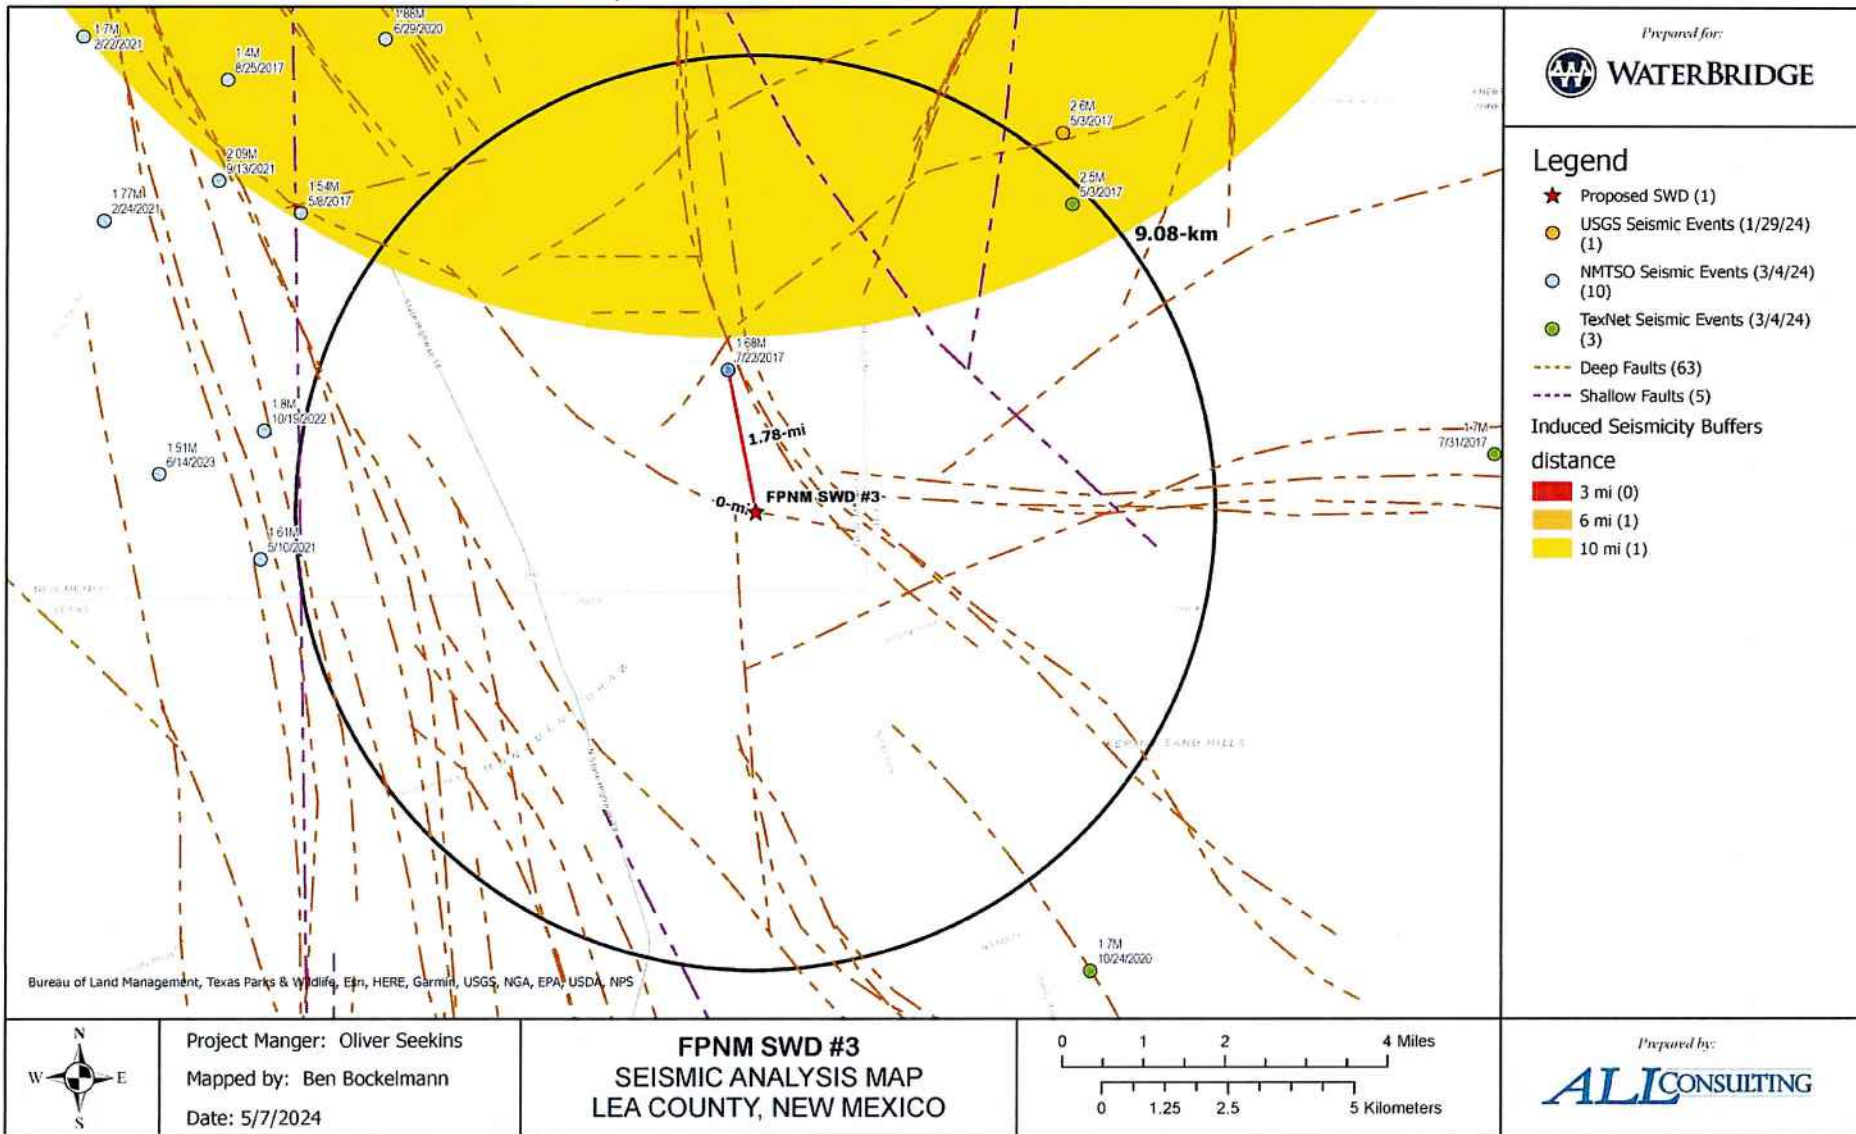 1.7M
2/22/2021
1.88M
6/29/2020
1.4M
8/25/2017
2.09M
9/13/2021
1.77M
2/24/2021
1.54M
5/8/2017
2.6M
5/3/2017
2.5M
5/3/2017
9.08-km
1.68M
7/22/2017
1.8M
10/19/2022
1.91M
6/14/2023
1.78-mi
1.7M
7/31/2017
0-mi
FPNM SWD #3
1.61M
5/10/2021
NEW MEXICO
TEXAS
KERMIT SAND HILLS
1.7M
10/24/2020
Bureau of Land Management, Texas Parks & Wildlife, Esri, HERE, Garmin, USGS, NGA, EPA, USDA, NPS
Prepared for:
WATERBRIDGE
Legend
Proposed SWD (1)
USGS Seismic Events (1/29/24)
(1)
NMTSO Seismic Events (3/4/24)
(10)
TexNet Seismic Events (3/4/24)
(3)
Deep Faults (63)
Shallow Faults (5)
Induced Seismicity Buffers
distance
3 mi (0)
6 mi (1)
10 mi (1)
N
W E
S
Project Manger: Oliver Seekins
Mapped by: Ben Bockelmann
Date: 5/7/2024
FPNM SWD #3
SEISMIC ANALYSIS MAP
LEA COUNTY, NEW MEXICO
0 1 2 4 Miles
0 1.25 2.5 5 Kilometers
Prepared by:
ALL CONSULTING